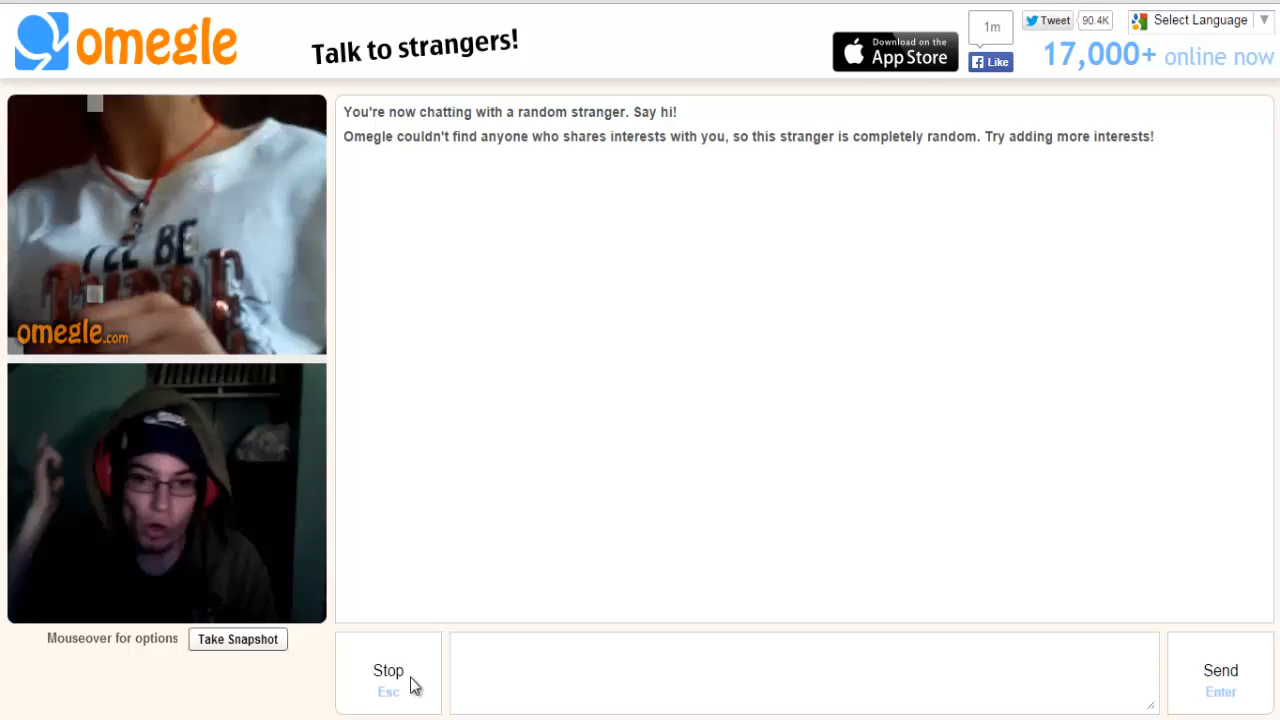 omegle
Talk to strangers!
Download on the
App Store
1m
Like
Tweet
90.4K
Select Language
17,000+ online now
I'LL BE
omegle.com
You're now chatting with a random stranger. Say hi!
Omegle couldn't find anyone who shares interests with you, so this stranger is completely random. Try adding more interests!
Mouseover for options
Take Snapshot
Stop
Esc
Send
Enter